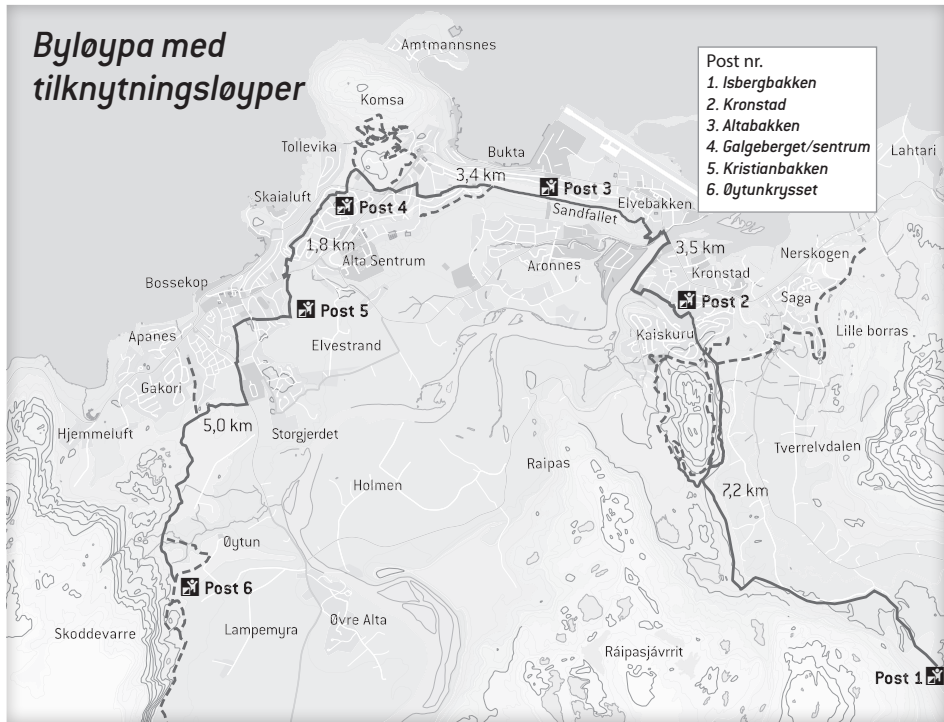 Byløypa med
tilknytningsløyper
Amtmannsnes
Post nr.
1. Isbergbakken
2. Kronstad
3. Altabakken
4. Galgeberget/sentrum
5. Kristianbakken
6. Øytunkrysset
Komsa
Lahtari
Tollevika
Bukta
3,4 km
Post 3
Skaialuft
Post 4
Sandfallet
Elvebakken
1,8 km
3,5 km
Alta Sentrum
Aronnes
Kronstad
Nerskogen
Bossekop
Post 2
Saga
Post 5
Apanes
Elvestrand
Kaiskuru
Lille borras
Gakori
5,0 km
Hjemmeluft
Storgjerdet
Tverrelvdalen
Raipas
Holmen
7,2 km
Øytun
Post 6
Lampemyra
Øvre Alta
Skoddevarre
Ráipasjávrrit
Post 1